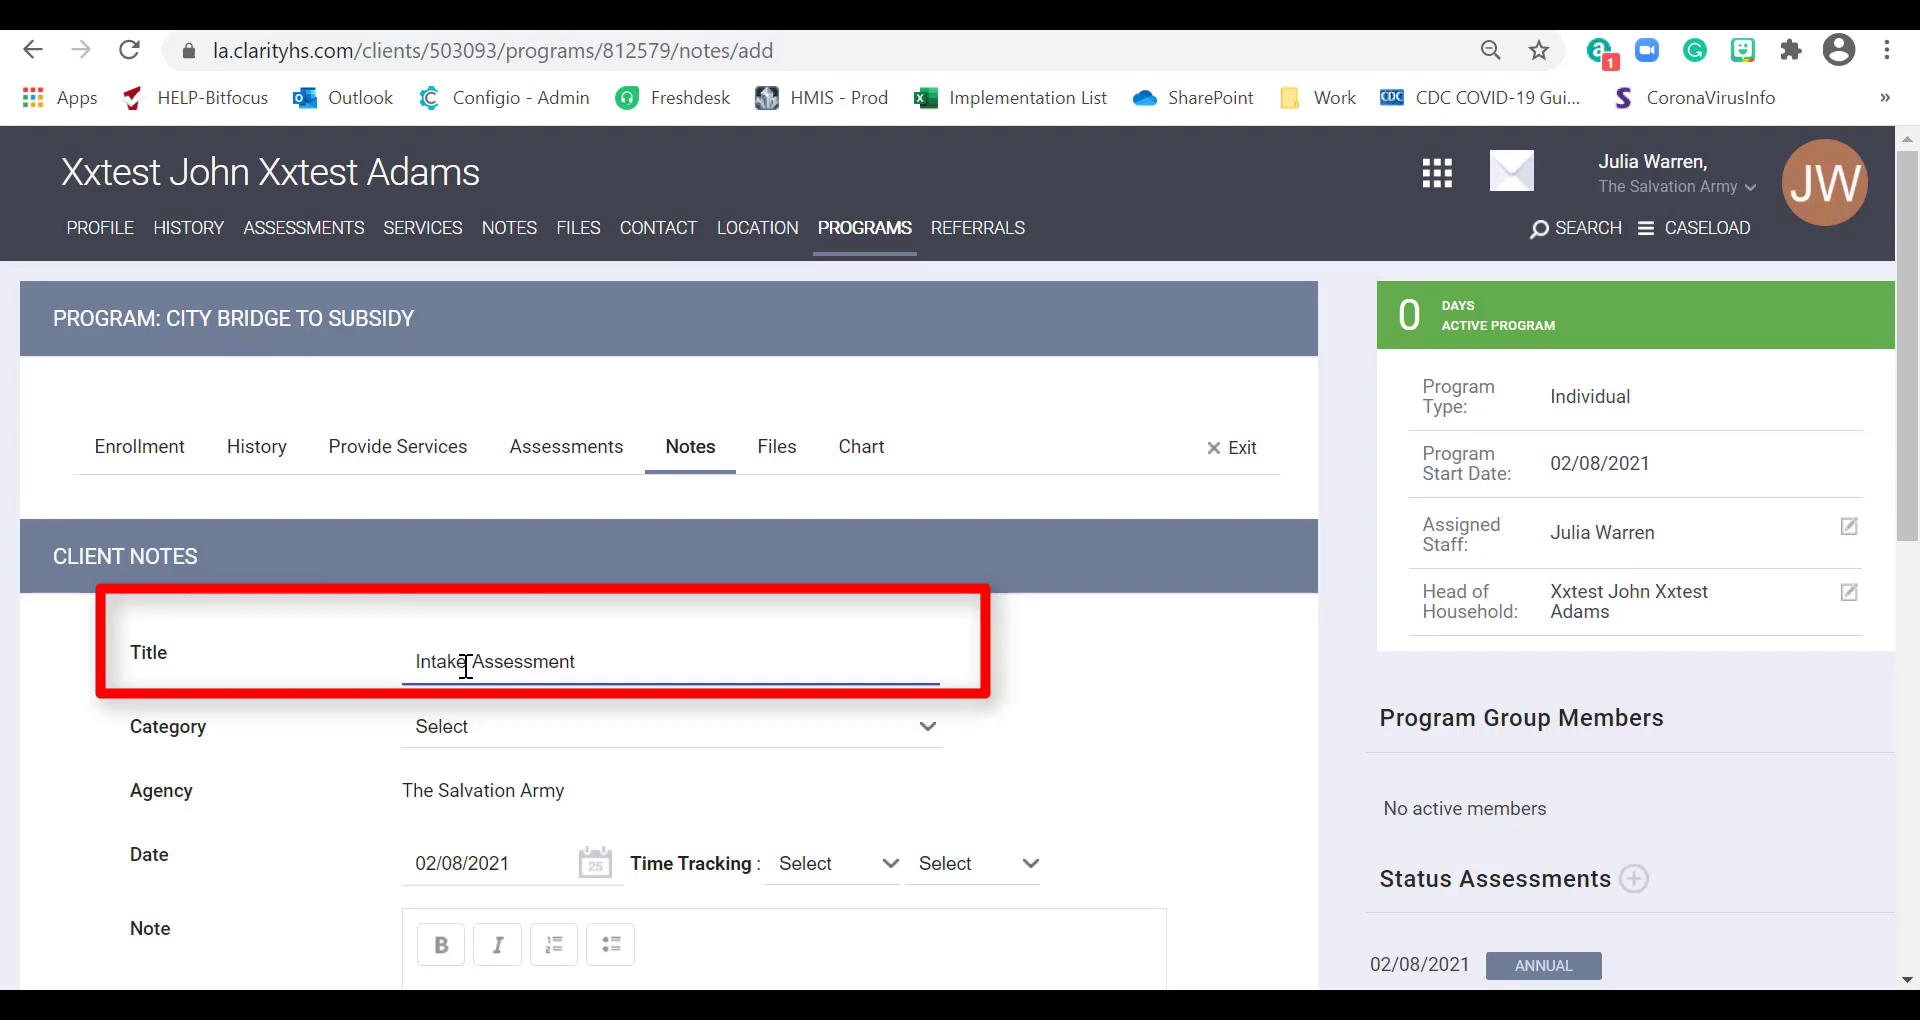 la.clarityhs.com/clients/503093/programs/812579/notes/add
1
Apps HELP-Bitfocus Outlook Configio - Admin Freshdesk HMIS - Prod Implementation List SharePoint Work CDC CDC COVID-19 Gui... CoronaVirusInfo »
Xxtest John Xxtest Adams
Julia Warren,
The Salvation Army
JW
PROFILE HISTORY ASSESSMENTS SERVICES NOTES FILES CONTACT LOCATION PROGRAMS REFERRALS
SEARCH CASELOAD
PROGRAM: CITY BRIDGE TO SUBSIDY
Enrollment History Provide Services Assessments Notes Files Chart × Exit
CLIENT NOTES
Title Intake Assessment
Category Select
Agency The Salvation Army
Date 02/08/2021 25 Time Tracking : Select Select
Note
B I
0 DAYS
ACTIVE PROGRAM
Program
Type: Individual
Program
Start Date: 02/08/2021
Assigned
Staff: Julia Warren
Head of
Household: Xxtest John Xxtest
Adams
Program Group Members
No active members
Status Assessments
02/08/2021 ANNUAL